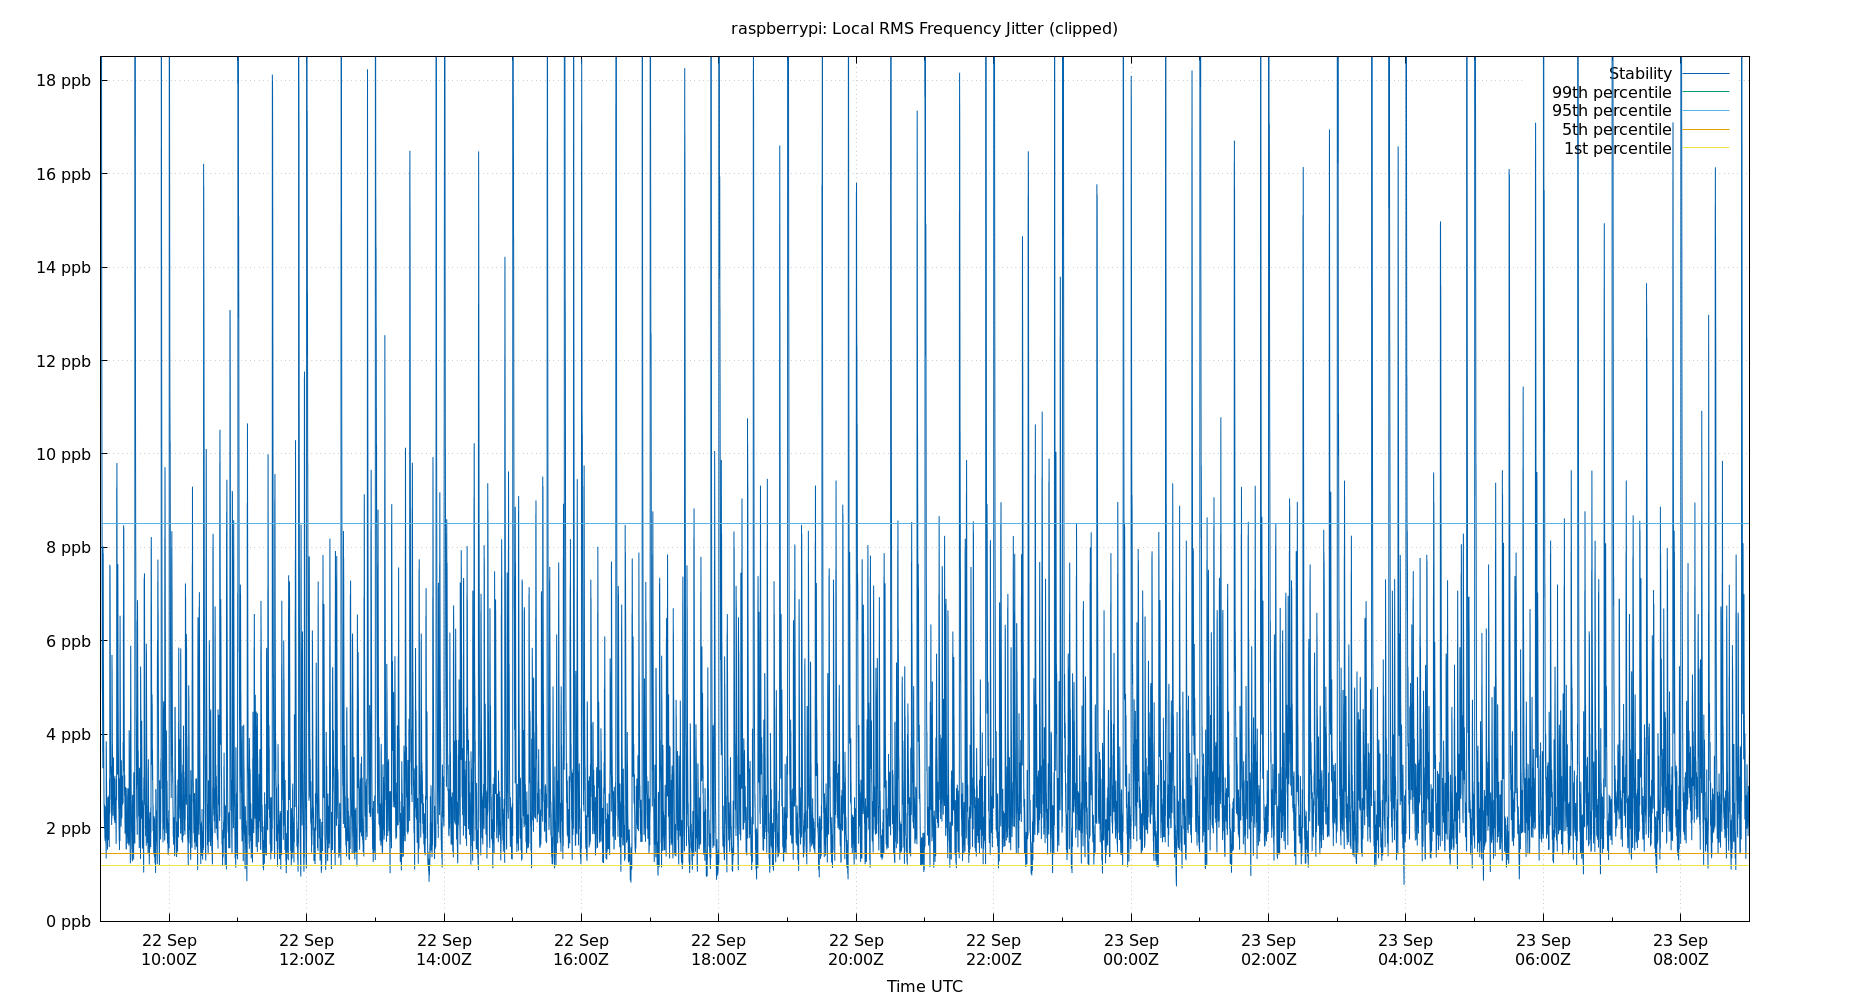 raspberrypi: Local RMS Frequency Jitter (clipped)
18 ppb
16 ppb
14 ppb
12 ppb
10 ppb
8 ppb
6 ppb
4 ppb
2 ppb
0 ppb
Stability
99th percentile
95th percentile
5th percentile
1st percentile
22 Sep
10:00Z
22 Sep
12:00Z
22 Sep
14:00Z
22 Sep
16:00Z
22 Sep
18:00Z
22 Sep
20:00Z
22 Sep
22:00Z
23 Sep
00:00Z
23 Sep
02:00Z
23 Sep
04:00Z
23 Sep
06:00Z
23 Sep
08:00Z
Time UTC